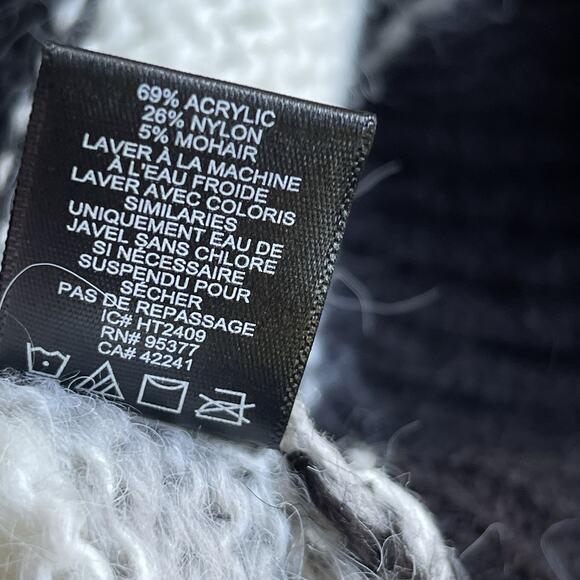 69% ACRYLIC
26% NYLON
5% MOHAIR
LAVER À LA MACHINE
À L'EAU FROIDE
LAVER AVEC COLORIS
SIMILARIES
UNIQUEMENT EAU DE
JAVEL SANS CHLORE
SI NÉCESSAIRE
SUSPENDU POUR
SÉCHER
PAS DE REPASSAGE
IC# HT2409
RN# 95377
CA# 42241